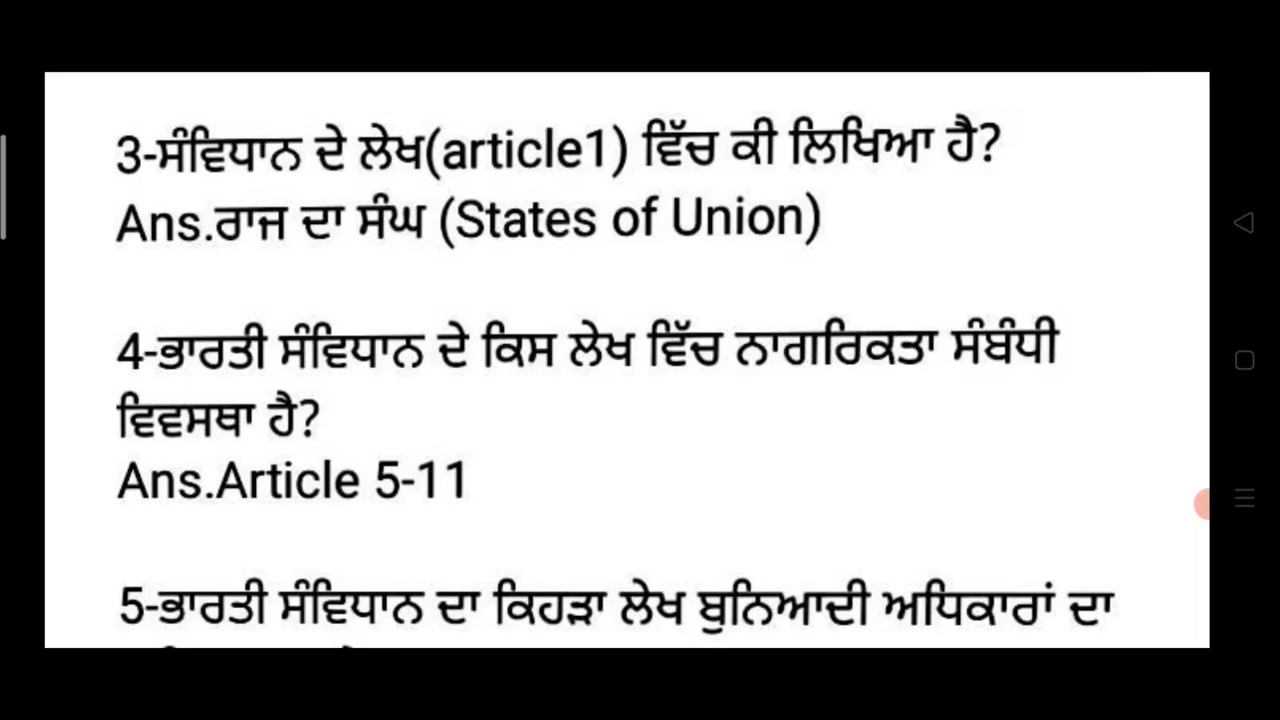 3-ਸੰਵਿਧਾਨ ਦੇ ਲੇਖ(article1) ਵਿੱਚ ਕੀ ਲਿਖਿਆ ਹੈ?
Ans.ਰਾਜ ਦਾ ਸੰਘ (States of Union)
4-ਭਾਰਤੀ ਸੰਵਿਧਾਨ ਦੇ ਕਿਸ ਲੇਖ ਵਿੱਚ ਨਾਗਰਿਕਤਾ ਸੰਬੰਧੀ
ਵਿਵਸਥਾ ਹੈ?
Ans.Article 5-11
5-ਭਾਰਤੀ ਸੰਵਿਧਾਨ ਦਾ ਕਿਹੜਾ ਲੇਖ ਬੁਨਿਆਦੀ ਅਧਿਕਾਰਾਂ ਦਾ